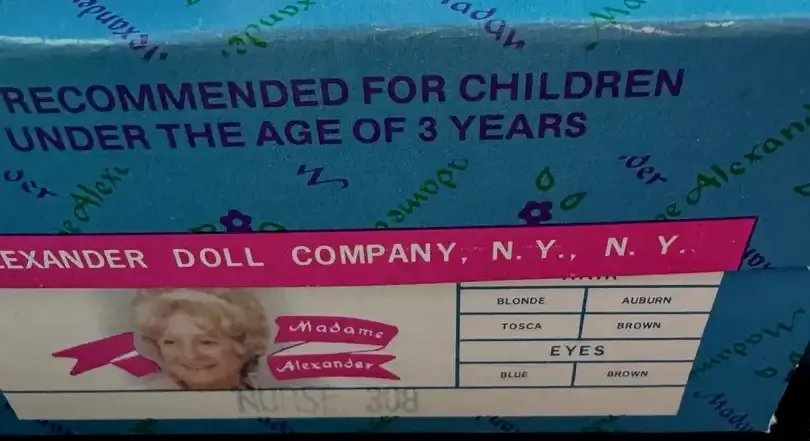 Madam
RECOMMENDED FOR CHILDREN
UNDER THE AGE OF 3 YEARS
EXANDER DOLL COMPANY, N.Y., N.Y.
Madame
Alexander
BLONDE AUBURN
TOSCA BROWN
EYES
BLUE BROWN
NURSE 308